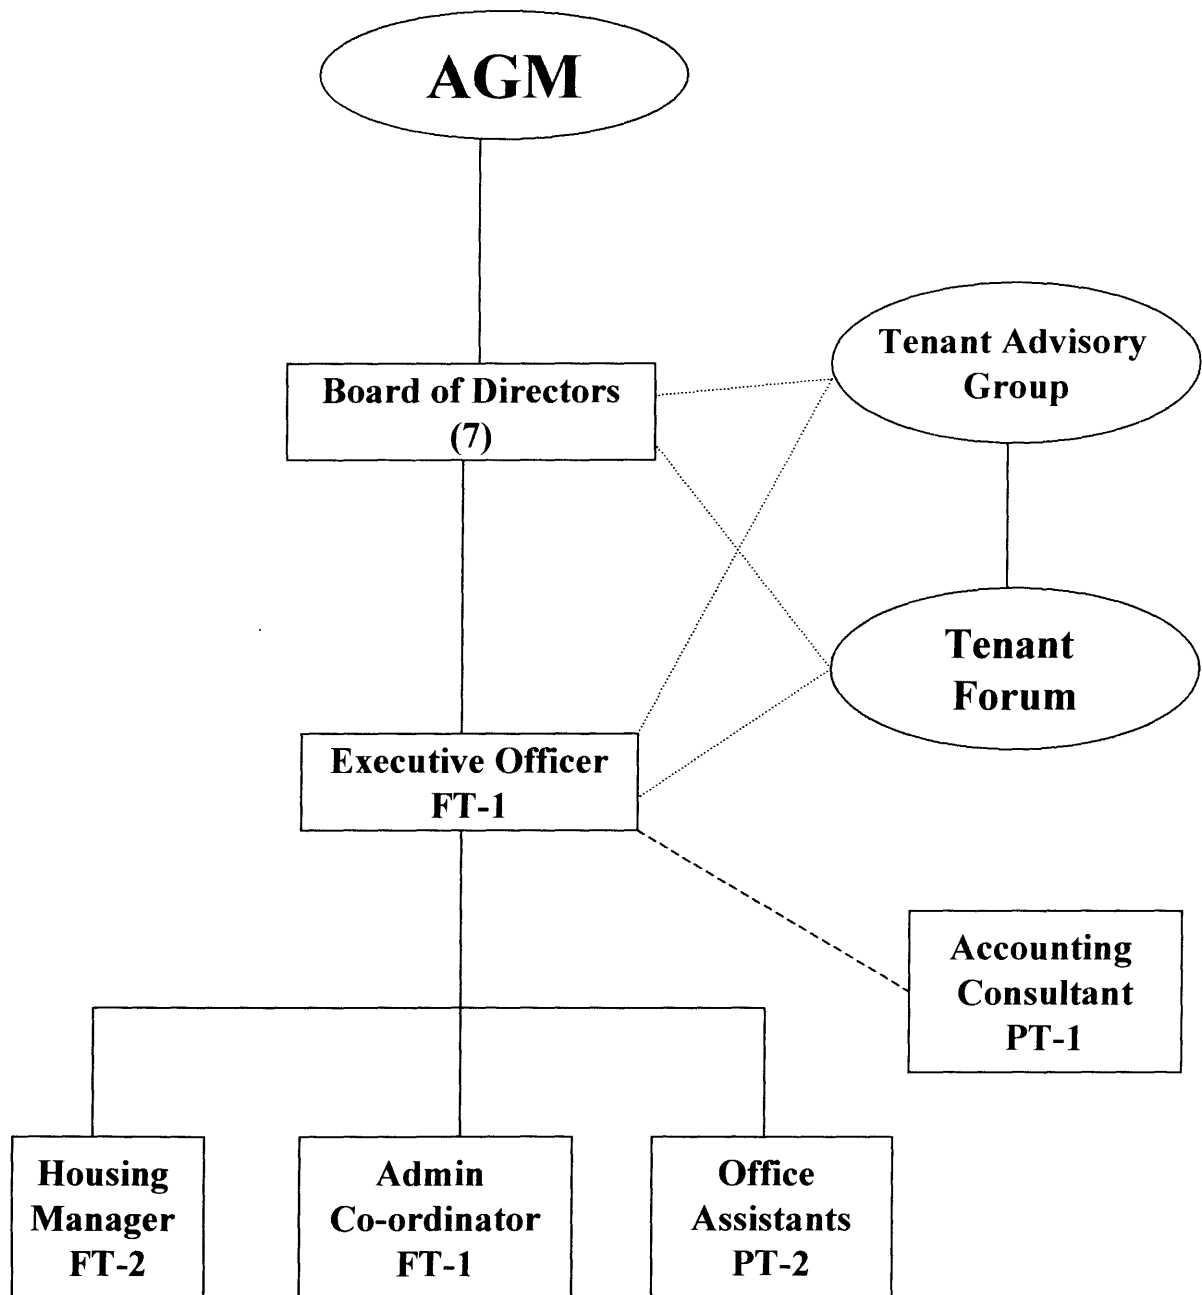 AGM
Tenant Advisory
Group
Board of Directors
(7)
Tenant
Forum
Executive Officer
FT-1
Accounting
Consultant
PT-1
Housing
Manager
FT-2
Admin
Co-ordinator
FT-1
Office
Assistants
PT-2